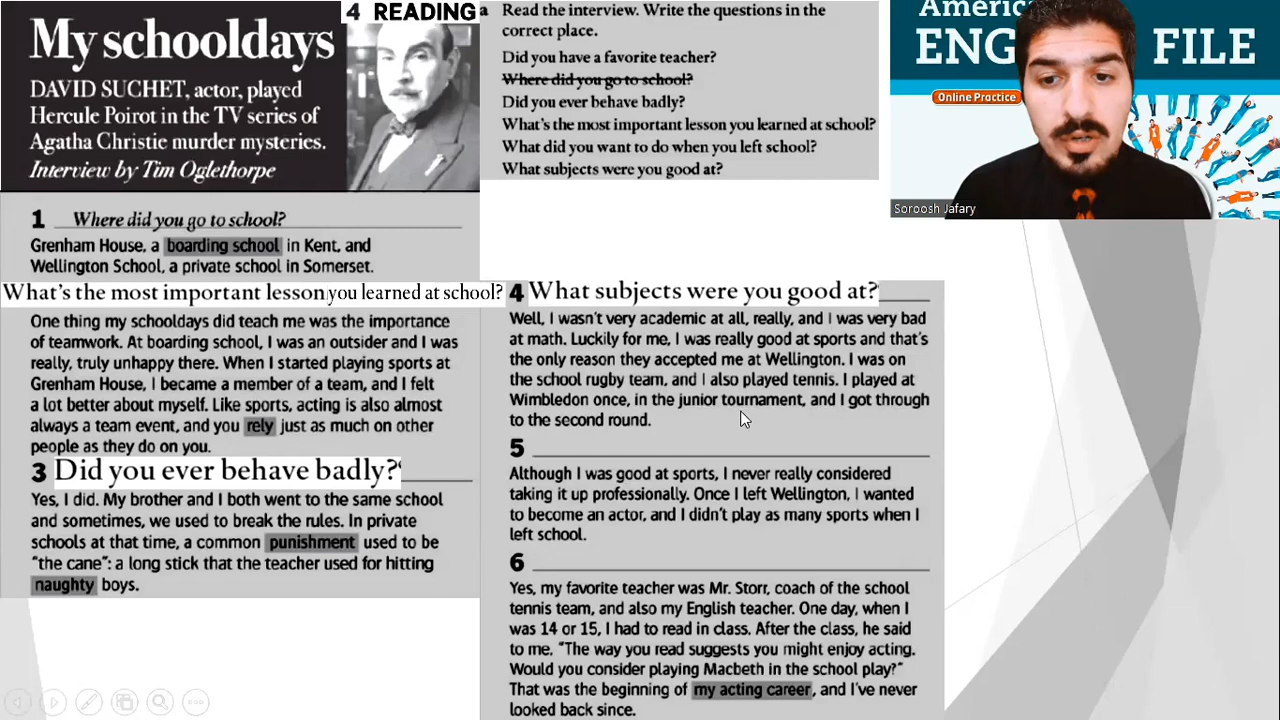 My schooldays
DAVID SUCHET, actor, played
Hercule Poirot in the TV series of
Agatha Christie murder mysteries.
Interview by Tim Oglethorpe
4 READING
a Read the interview. Write the questions in the
correct place.
Did you have a favorite teacher?
Where did you go to school?
Did you ever behave badly?
What's the most important lesson you learned at school?
What did you want to do when you left school?
What subjects were you good at?
ENG FILE
Online Practice
Soroosh Jafary
1 Where did you go to school?
Grenham House, a boarding school in Kent, and
Wellington School, a private school in Somerset.
What's the most important lesson you learned at school?
One thing my schooldays did teach me was the importance
of teamwork. At boarding school, I was an outsider and I was
really, truly unhappy there. When I started playing sports at
Grenham House, I became a member of a team, and I felt
a lot better about myself. Like sports, acting is also almost
always a team event, and you rely just as much on other
people as they do on you.
3 Did you ever behave badly?
Yes, I did. My brother and I both went to the same school
and sometimes, we used to break the rules. In private
schools at that time, a common punishment used to be
"the cane": a long stick that the teacher used for hitting
naughty boys.
4 What subjects were you good at?
Well, I wasn't very academic at all, really, and I was very bad
at math. Luckily for me, I was really good at sports and that's
the only reason they accepted me at Wellington. I was on
the school rugby team, and I also played tennis. I played at
Wimbledon once, in the junior tournament, and I got through
to the second round.
5
Although I was good at sports, I never really considered
taking it up professionally. Once I left Wellington, I wanted
to become an actor, and I didn't play as many sports when I
left school.
6
Yes, my favorite teacher was Mr. Storr, coach of the school
tennis team, and also my English teacher. One day, when I
was 14 or 15, I had to read in class. After the class, he said
to me, "The way you read suggests you might enjoy acting.
Would you consider playing Macbeth in the school play?"
That was the beginning of my acting career, and I've never
looked back since.